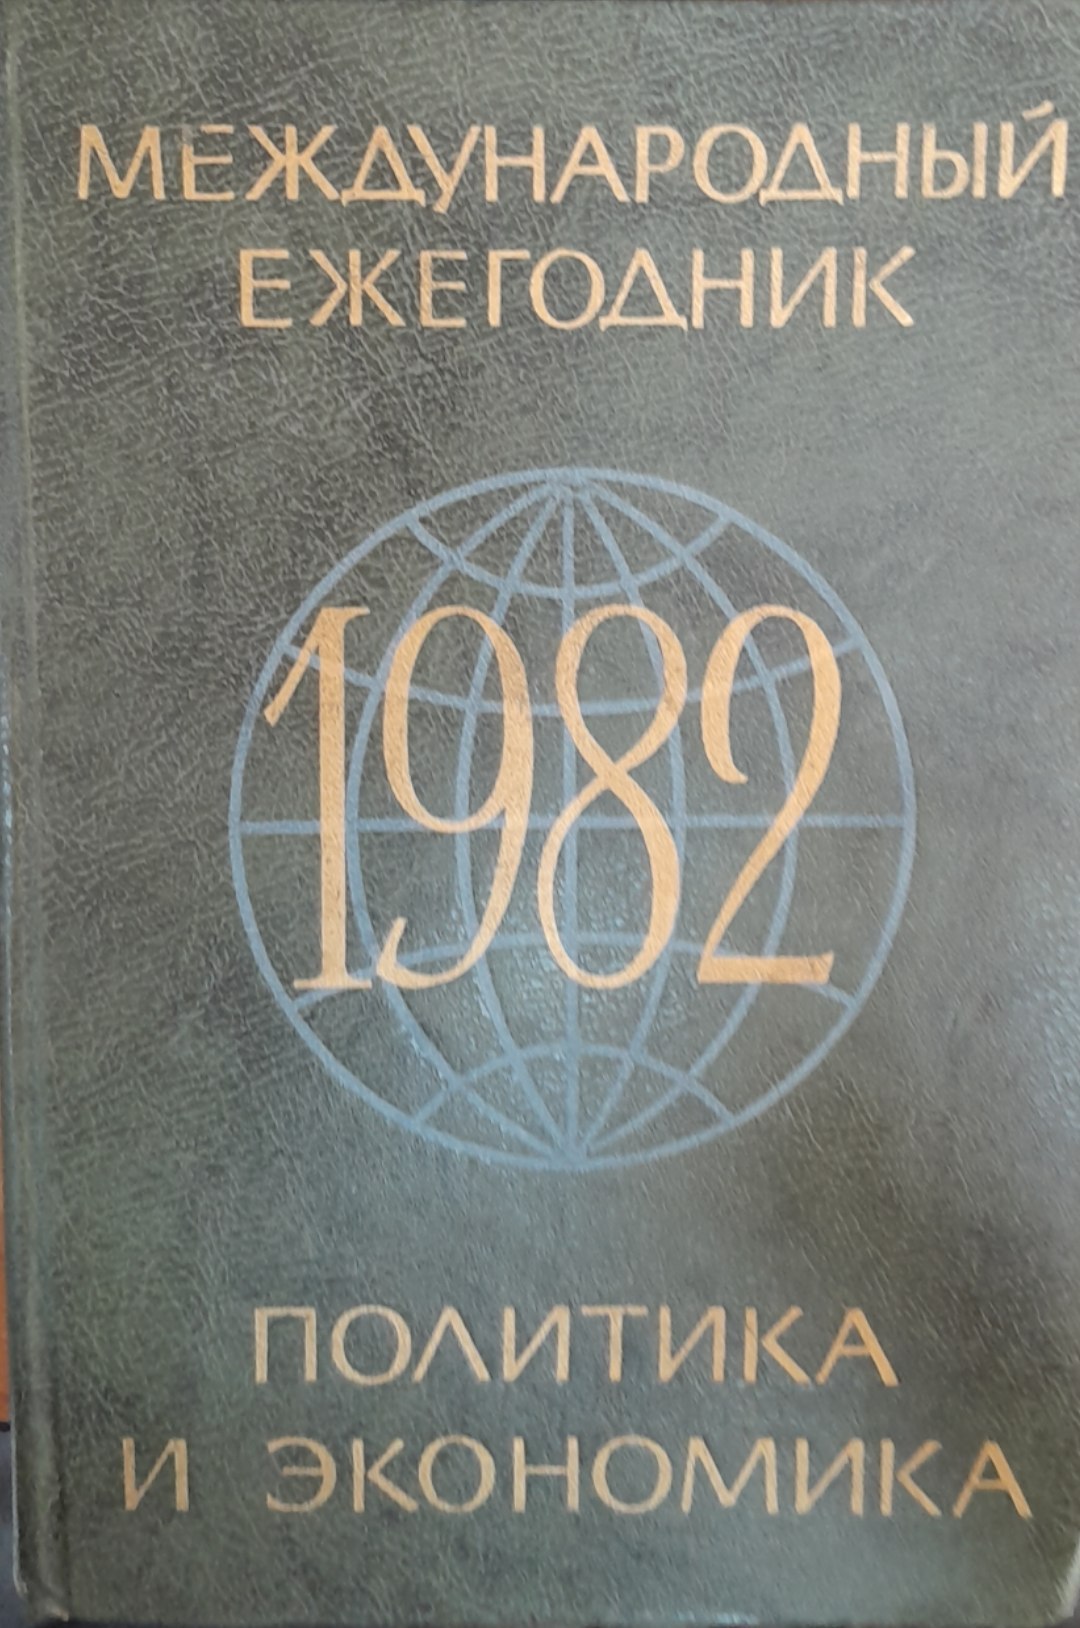 МЕЖДУНАРОДНЫЙ
ЕЖЕГОДНИК
1982
ПОЛИТИКА
И ЭКОНОМИКА